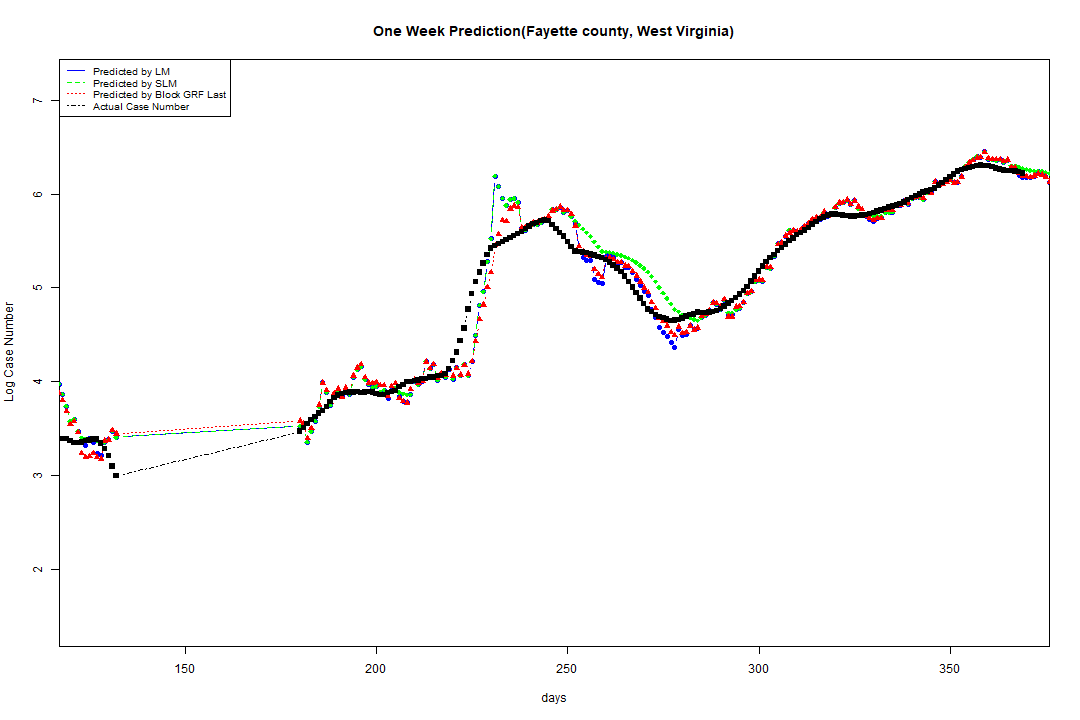 One Week Prediction(Fayette county, West Virginia)
Predicted by LM
Predicted by SLM
Predicted by Block GRF Last
Actual Case Number
7
6
5
4
3
2
Log Case Number
150 200 250 300 350
days